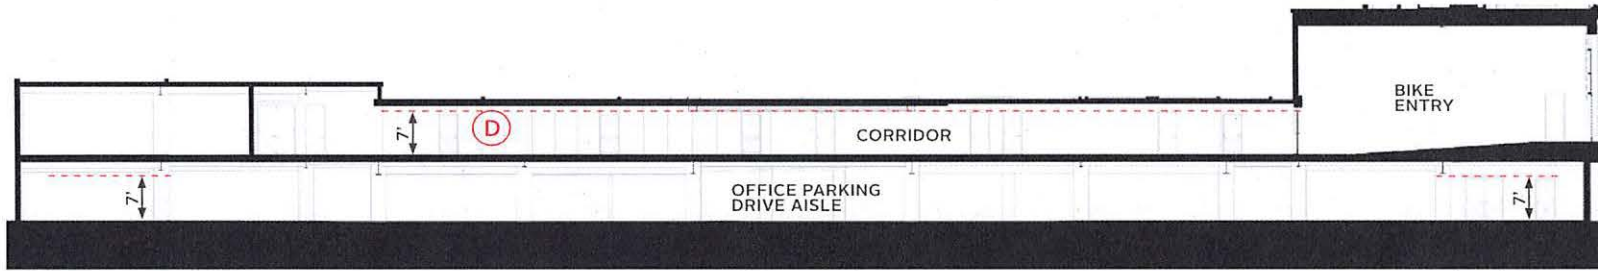 BIKE
ENTRY
D
7'
CORRIDOR
OFFICE PARKING
DRIVE AISLE
7'
7'